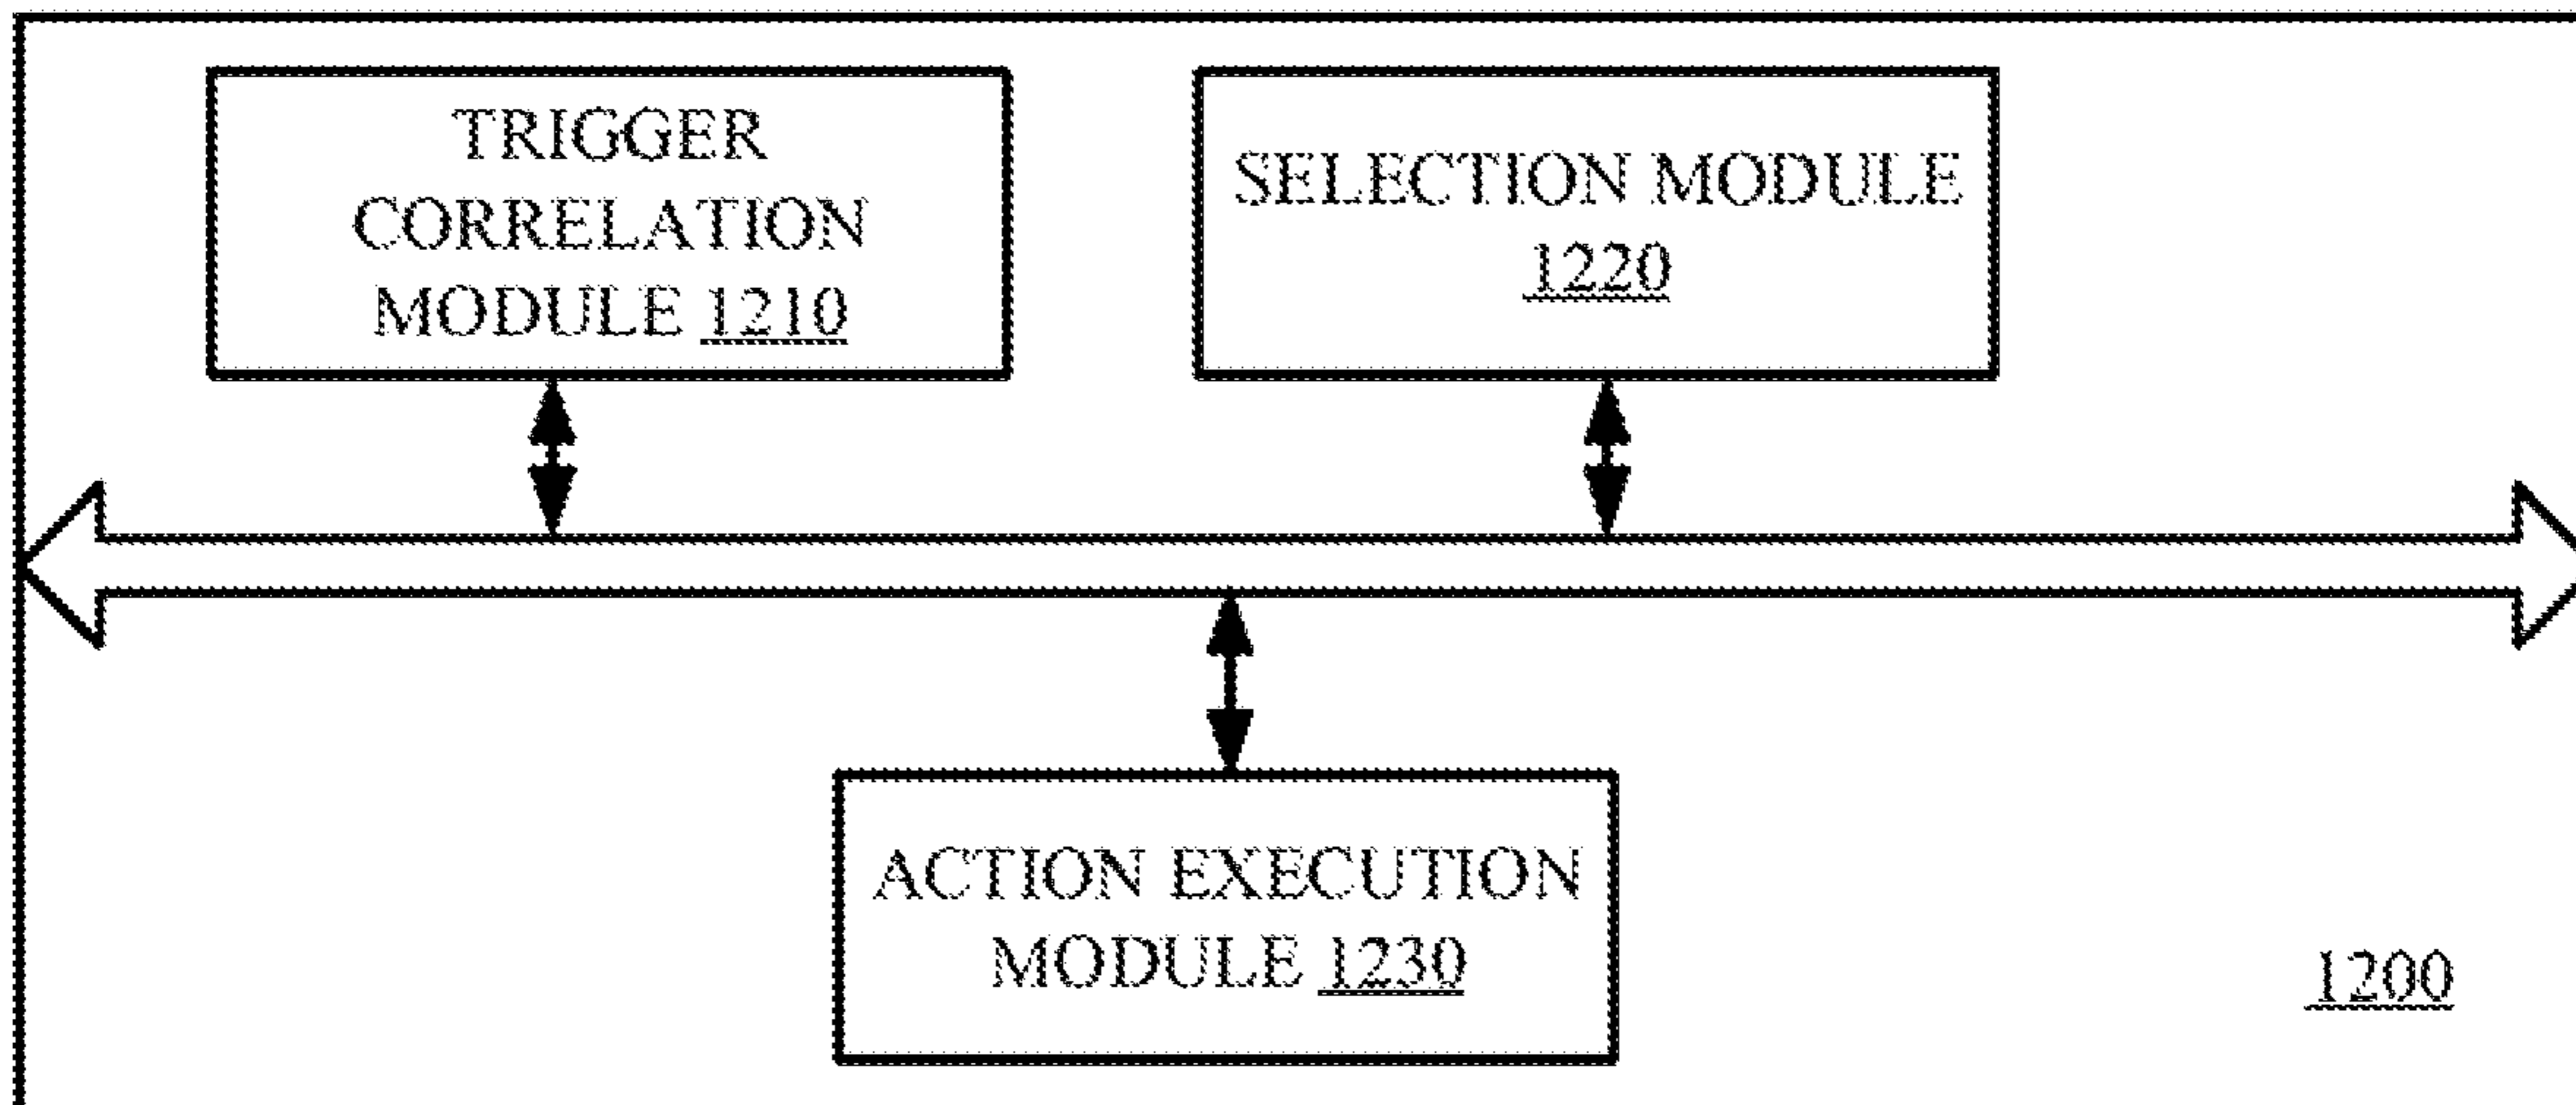 TRIGGER
CORRELATION
MODULE 1210
SELECTION MODULE
1220
ACTION EXECUTION
MODULE 1230
1200